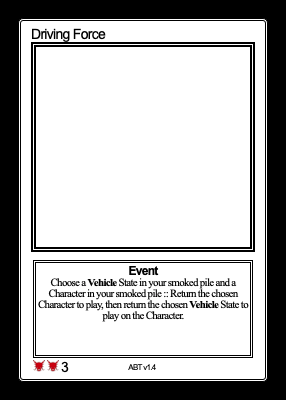 Driving Force
Event
Choose a Vehicle State in your smoked pile and a
Character in your smoked pile :: Return the chosen
Character to play, then return the chosen Vehicle State to
play on the Character.
3
ABT v1.4